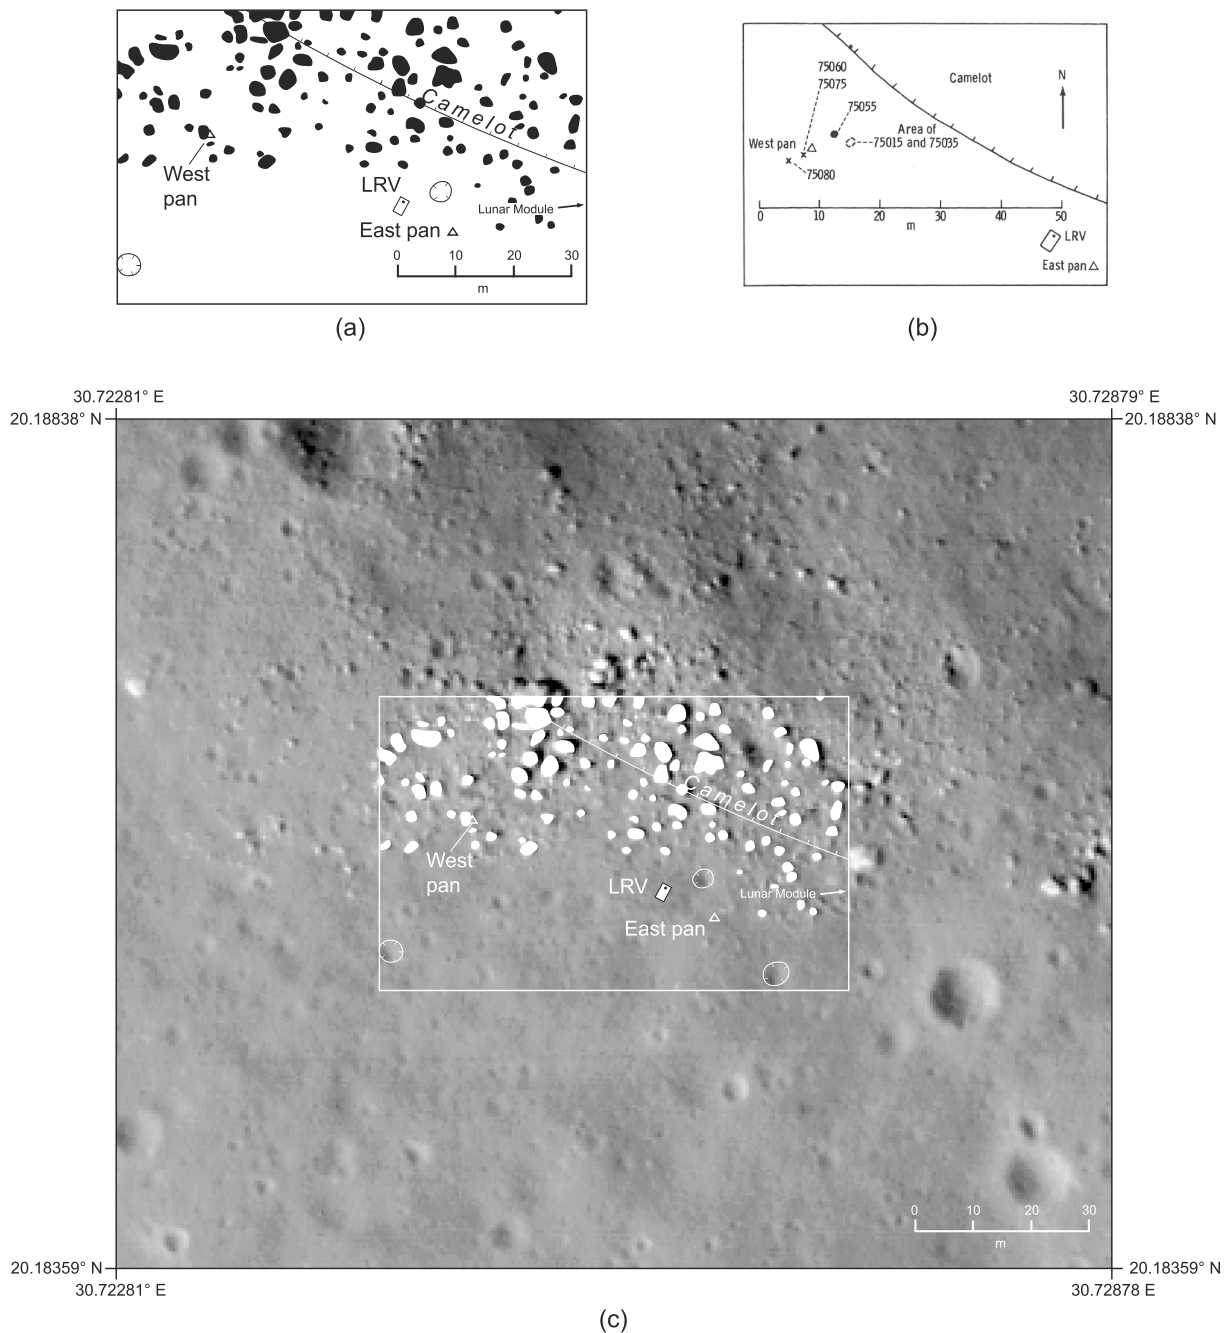 Camelot
West
pan
LRV
Lunar Module
East pan
0 10 20 30
m
(a)
75060
75075
Camelot
N
75055
Area of
75015 and 75035
West pan
75080
0 10 20 30 40 50
m
LRV
East pan
(b)
30.72281° E
30.72879° E
20.18838° N
20.18838° N
Camelot
West
pan
LRV
Lunar Module
East pan
0 10 20 30
m
20.18359° N
20.18359° N
30.72281° E
30.72878° E
(c)